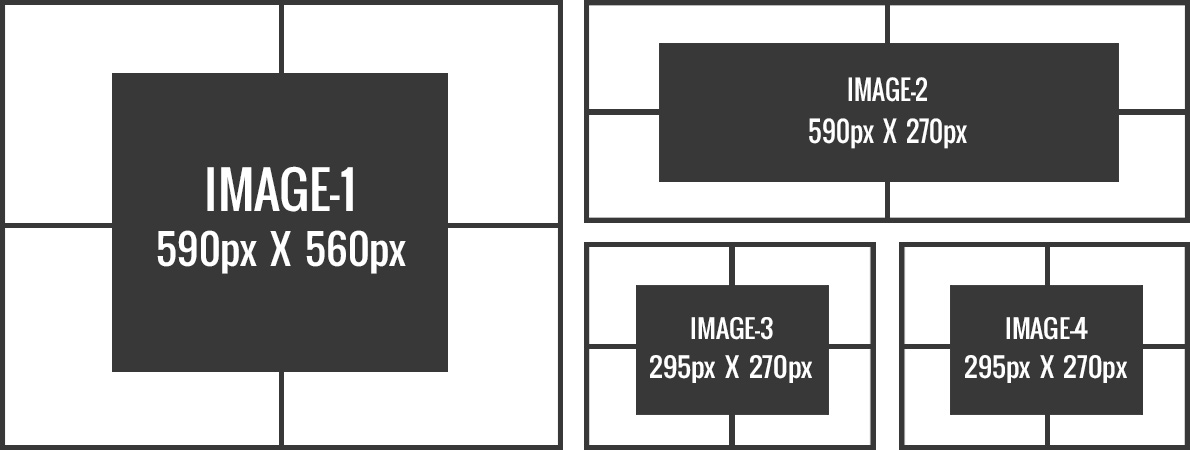 IMAGE-1
590px X 560px
IMAGE-2
590px X 270px
IMAGE-3
295px X 270px
IMAGE-4
295px X 270px